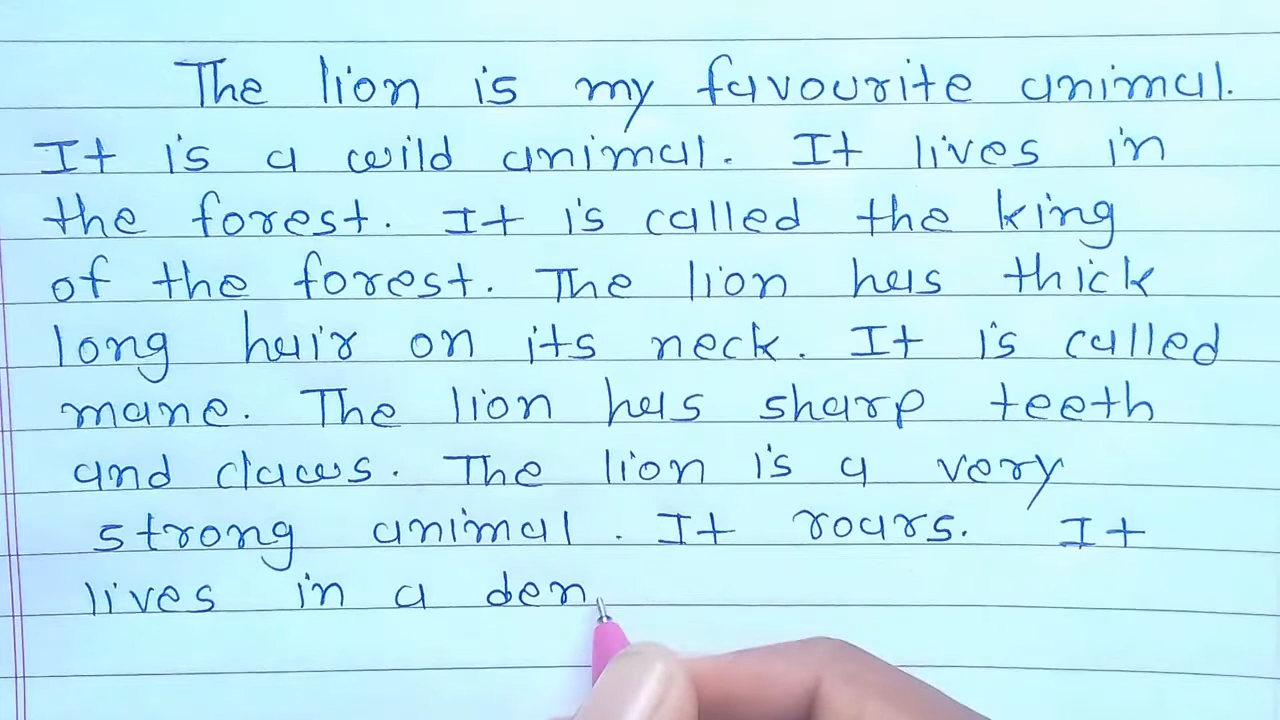 The lion is my favourite animal.
It is a wild animal. It lives in
the forest. It is called the king
of the forest. The lion has thick
long hair on its neck. It is called
mane. The lion has sharp teeth
and claws. The lion is a very
strong animal. It roars. It
lives in a den